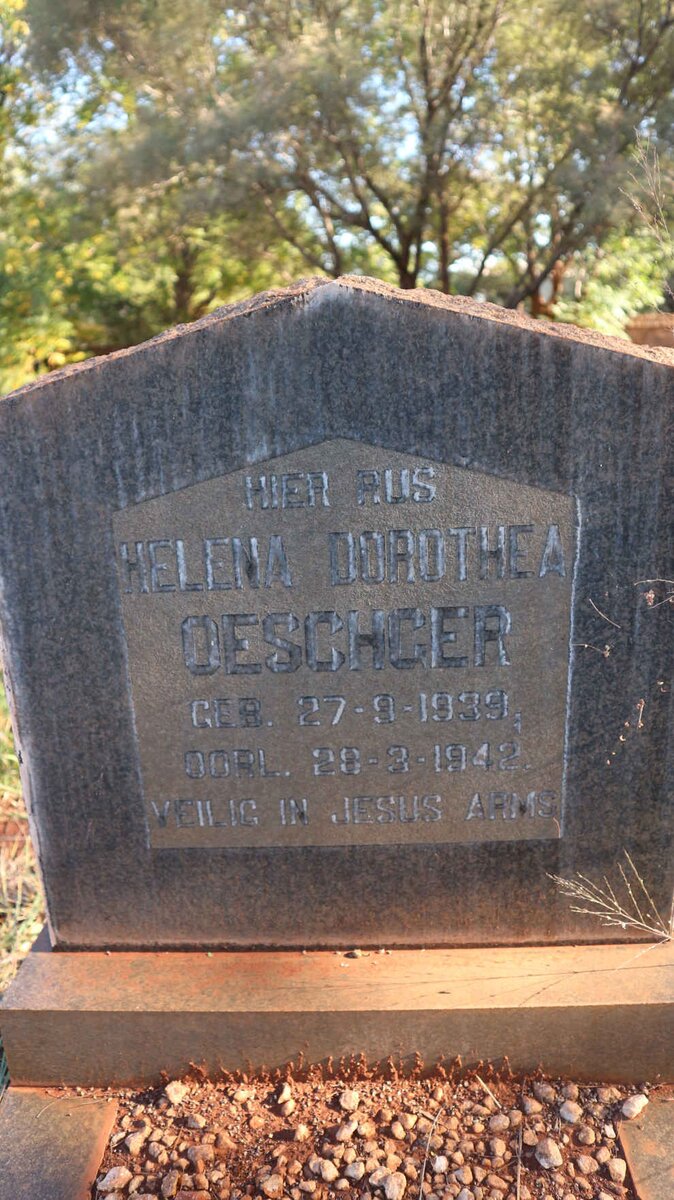 HIER RUS
HELENA DOROTHEA
OESCHGER
GEB. 27-9-1939,
OORL. 28-3-1942.
VEILIG IN JESUS ARMS